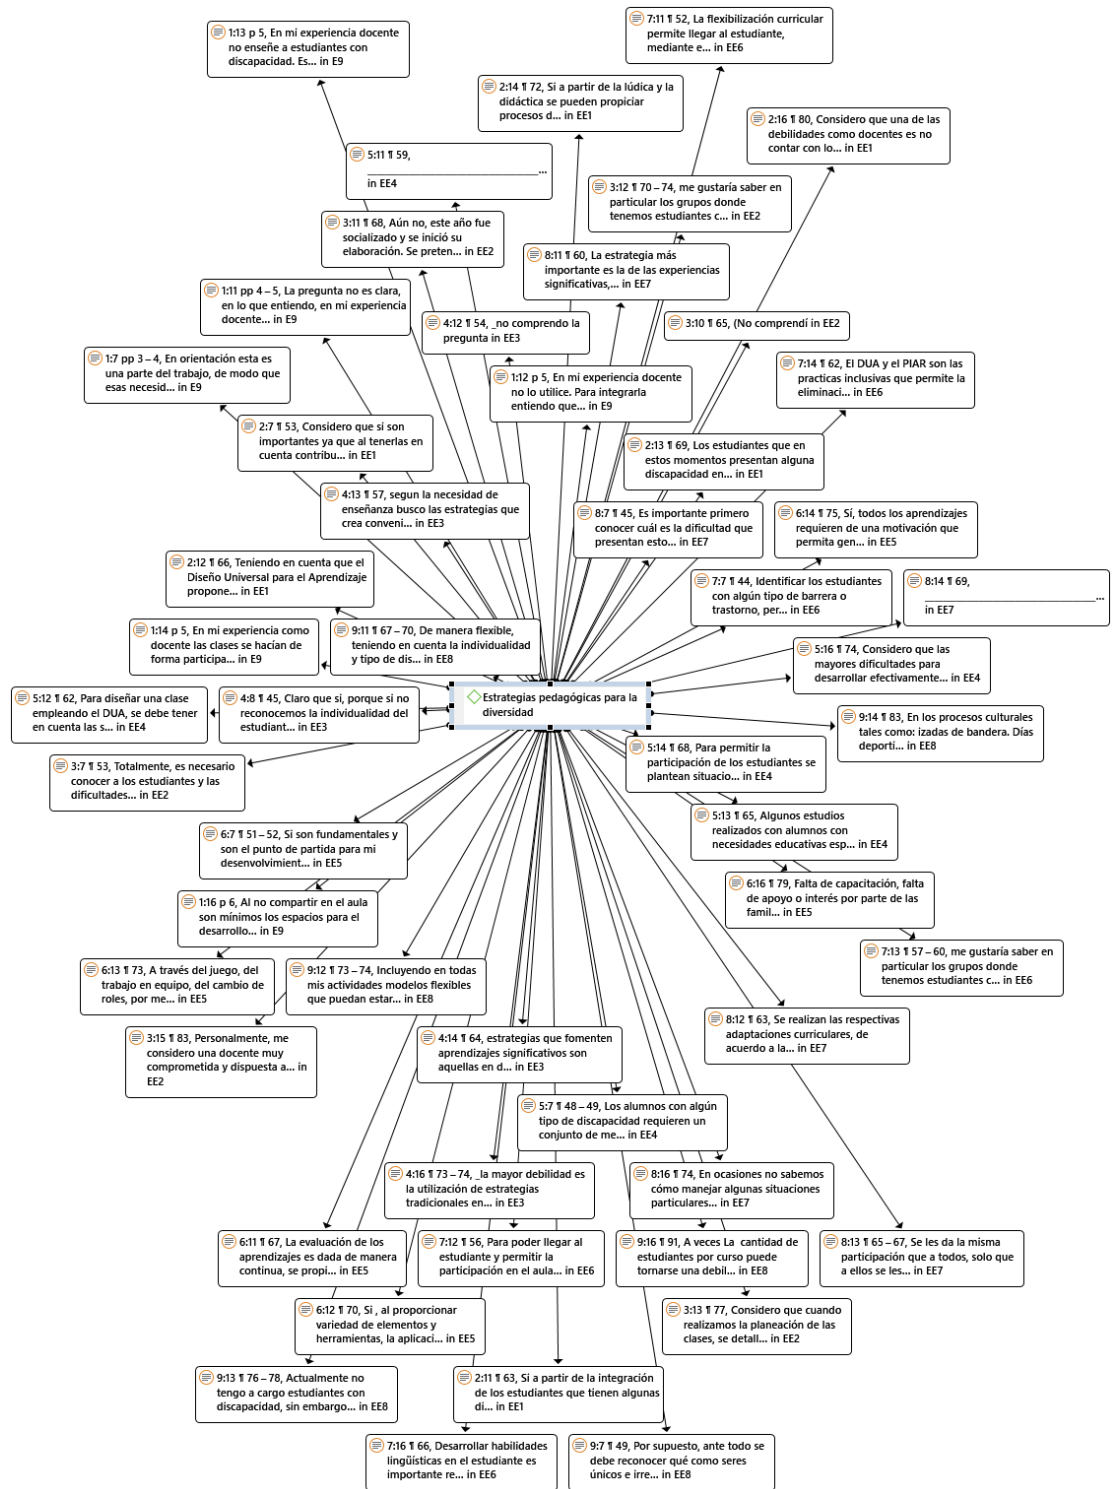 1:13 p 5, En mi experiencia docente
no enseñe a estudiantes con
discapacidad. Es... in E9
7:11 ¶ 52, La flexibilización curricular
permite llegar al estudiante,
mediante e... in EE6
2:14 ¶ 72, Si a partir de la lúdica y la
didáctica se pueden propiciar
procesos d... in EE1
2:16 ¶ 80, Considero que una de las
debilidades como docentes es no
contar con lo... in EE1
5:11 ¶ 59,
______________________________...
in EE4
3:12 ¶ 70 – 74, me gustaría saber en
particular los grupos donde
tenemos estudiantes c... in EE2
3:11 ¶ 68, Aún no, este año fue
socializado y se inició su
elaboración. Se preten... in EE2
8:11 ¶ 60, La estrategia más
importante es la de las experiencias
significativas,... in EE7
1:11 pp 4 – 5, La pregunta no es clara,
en lo que entiendo, en mi experiencia
docente... in E9
4:12 ¶ 54, _no comprendo la
pregunta in EE3
3:10 ¶ 65, (No comprendí in EE2
1:7 pp 3 – 4, En orientación esta es
una parte del trabajo, de modo que
esas necesid... in E9
1:12 p 5, En mi experiencia docente
no lo utilice. Para integrarla
entiendo que... in E9
7:14 ¶ 62, El DUA y el PIAR son las
practicas inclusivas que permite la
eliminaci... in EE6
2:7 ¶ 53, Considero que si son
importantes ya que al tenerlas en
cuenta contribu... in EE1
2:13 ¶ 69, Los estudiantes que en
estos momentos presentan alguna
discapacidad en... in EE1
4:13 ¶ 57, segun la necesidad de
enseñanza busco las estrategias que
crea conveni... in EE3
8:7 ¶ 45, Es importante primero
conocer cuál es la dificultad que
presentan esto... in EE7
6:14 ¶ 75, Sí, todos los aprendizajes
requieren de una motivación que
permita gen... in EE5
2:12 ¶ 66, Teniendo en cuenta que el
Diseño Universal para el Aprendizaje
propone... in EE1
7:7 ¶ 44, Identificar los estudiantes
con algún tipo de barrera o
trastorno, per... in EE6
8:14 ¶ 69,
______________________________...
in EE7
1:14 p 5, En mi experiencia como
docente las clases se hacían de
forma participa... in E9
9:11 ¶ 67 – 70, De manera flexible,
teniendo en cuenta la individualidad
y tipo de dis... in EE8
5:16 ¶ 74, Considero que las
mayores dificultades para
desarrollar efectivamente... in EE4
5:12 ¶ 62, Para diseñar una clase
empleando el DUA, se debe tener
en cuenta las s... in EE4
4:8 ¶ 45, Claro que si, porque si no
reconocemos la individualidad del
estudiant... in EE3
Estrategias pedagógicas para la
diversidad
9:14 ¶ 83, En los procesos culturales
tales como: izadas de bandera. Días
deporti... in EE8
3:7 ¶ 53, Totalmente, es necesario
conocer a los estudiantes y las
dificultades... in EE2
5:14 ¶ 68, Para permitir la
participación de los estudiantes se
plantean situacio... in EE4
5:13 ¶ 65, Algunos estudios
realizados con alumnos con
necesidades educativas esp... in EE4
6:7 ¶ 51 – 52, Si son fundamentales y
son el punto de partida para mi
desenvolvimient... in EE5
6:16 ¶ 79, Falta de capacitación, falta
de apoyo o interés por parte de las
famil... in EE5
1:16 p 6, Al no compartir en el aula
son mínimos los espacios para el
desarrollo... in E9
7:13 ¶ 57 – 60, me gustaría saber en
particular los grupos donde
tenemos estudiantes c... in EE6
6:13 ¶ 73, A través del juego, del
trabajo en equipo, del cambio de
roles, por me... in EE5
9:12 ¶ 73 – 74, Incluyendo en todas
mis actividades modelos flexibles
que puedan estar... in EE8
8:12 ¶ 63, Se realizan las respectivas
adaptaciones curriculares, de
acuerdo a la... in EE7
3:15 ¶ 83, Personalmente, me
considero una docente muy
comprometida y dispuesta a... in
EE2
4:14 ¶ 64, estrategias que fomenten
aprendizajes significativos son
aquellas en d... in EE3
5:7 ¶ 48 – 49, Los alumnos con algún
tipo de discapacidad requieren un
conjunto de me... in EE4
4:16 ¶ 73 – 74, _la mayor debilidad es
la utilización de estrategias
tradicionales en... in EE3
8:16 ¶ 74, En ocasiones no sabemos
cómo manejar algunas situaciones
particulares... in EE7
6:11 ¶ 67, La evaluación de los
aprendizajes es dada de manera
continua, se propi... in EE5
7:12 ¶ 56, Para poder llegar al
estudiante y permitir la
participación en el aula... in EE6
9:16 ¶ 91, A veces La cantidad de
estudiantes por curso puede
tornarse una debil... in EE8
8:13 ¶ 65 – 67, Se les da la misma
participación que a todos, solo que
a ellos se les... in EE7
6:12 ¶ 70, Si , al proporcionar
variedad de elementos y
herramientas, la aplicaci... in EE5
3:13 ¶ 77, Considero que cuando
realizamos la planeación de las
clases, se detall... in EE2
9:13 ¶ 76 – 78, Actualmente no
tengo a cargo estudiantes con
discapacidad, sin embargo... in EE8
2:11 ¶ 63, Si a partir de la integración
de los estudiantes que tienen algunas
di... in EE1
7:16 ¶ 66, Desarrollar habilidades
lingüísticas en el estudiante es
importante re... in EE6
9:7 ¶ 49, Por supuesto, ante todo se
debe reconocer qué como seres
únicos e irre... in EE8